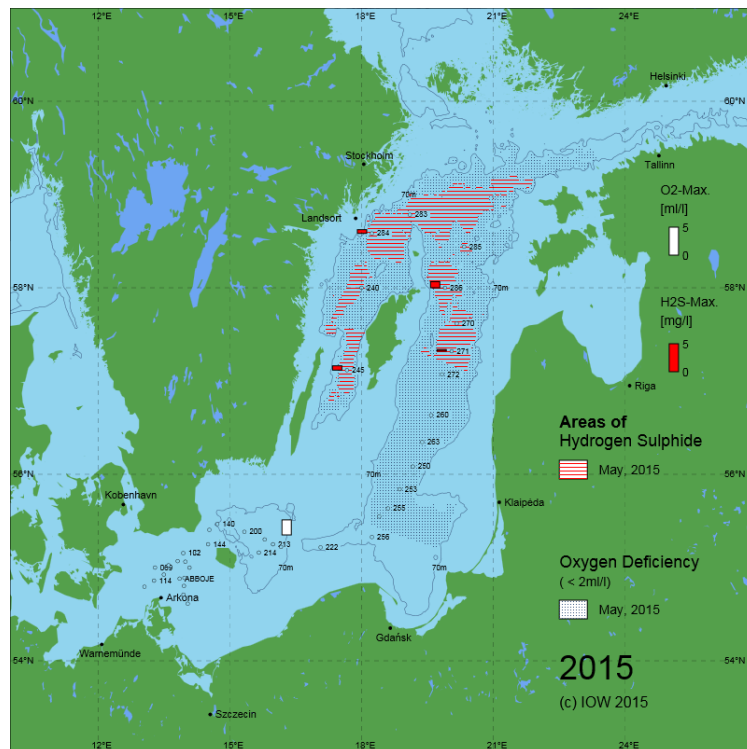 12°E
15°E
18°E
21°E
24°E
60°N
60°N
Helsinki
Stockholm
Tallinn
70m
O2-Max.
[ml/l]
5
0
Landsort
283
284
285
58°N
58°N
240
286
70m
H2S-Max.
[mg/l]
5
0
270
271
245
272
Riga
260
Areas of
Hydrogen Sulphide
263
May, 2015
250
56°N
70m
56°N
253
Kobenhavn
Klaipėda
255
140
200
256
144
213
222
102
214
Oxygen Deficiency
( < 2ml/l)
069
70m
70m
114
ABBOJE
Arkona
May, 2015
Gdańsk
Warnemünde
54°N
54°N
2015
(c) IOW 2015
Szczecin
12°E
15°E
18°E
21°E
24°E